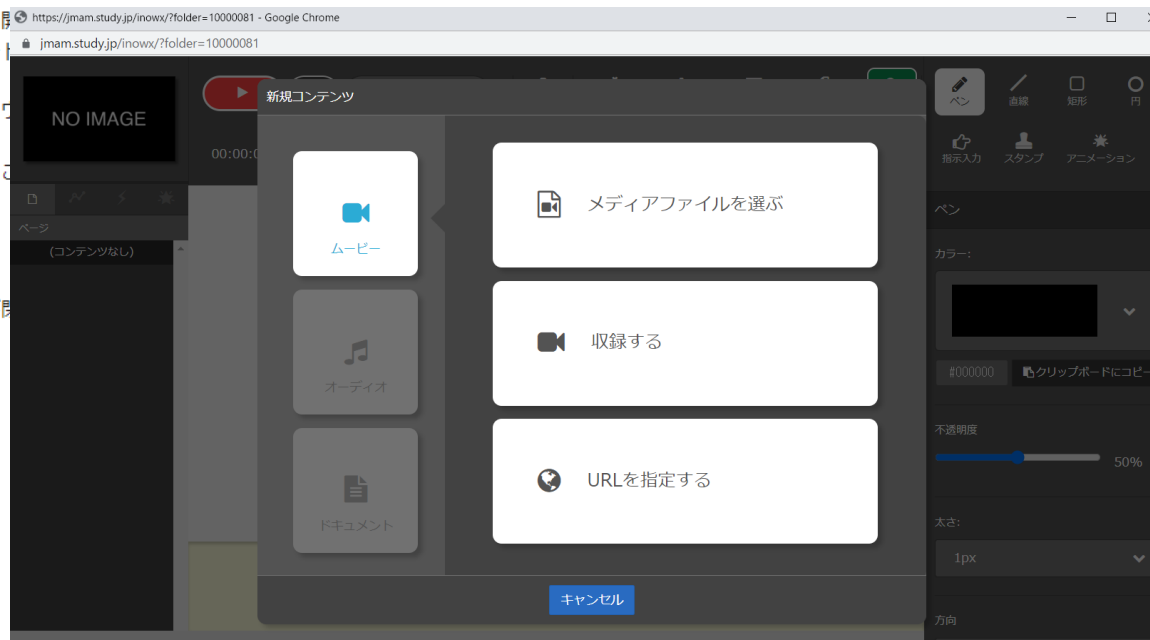 https://jmam.study.jp/inowx/?folder=10000081 - Google Chrome
jmam.study.jp/inowx/?folder=10000081
NO IMAGE
00:00:0
ページ
(コンテンツなし)
新規コンテンツ
ムービー
オーディオ
ドキュメント
メディアファイルを選ぶ
収録する
URLを指定する
キャンセル
ペン
直線
矩形
円
指示入力
スタンプ
アニメーション
ペン
カラー:
#000000
クリップボードにコピー
不透明度
50%
太さ:
1px
方向